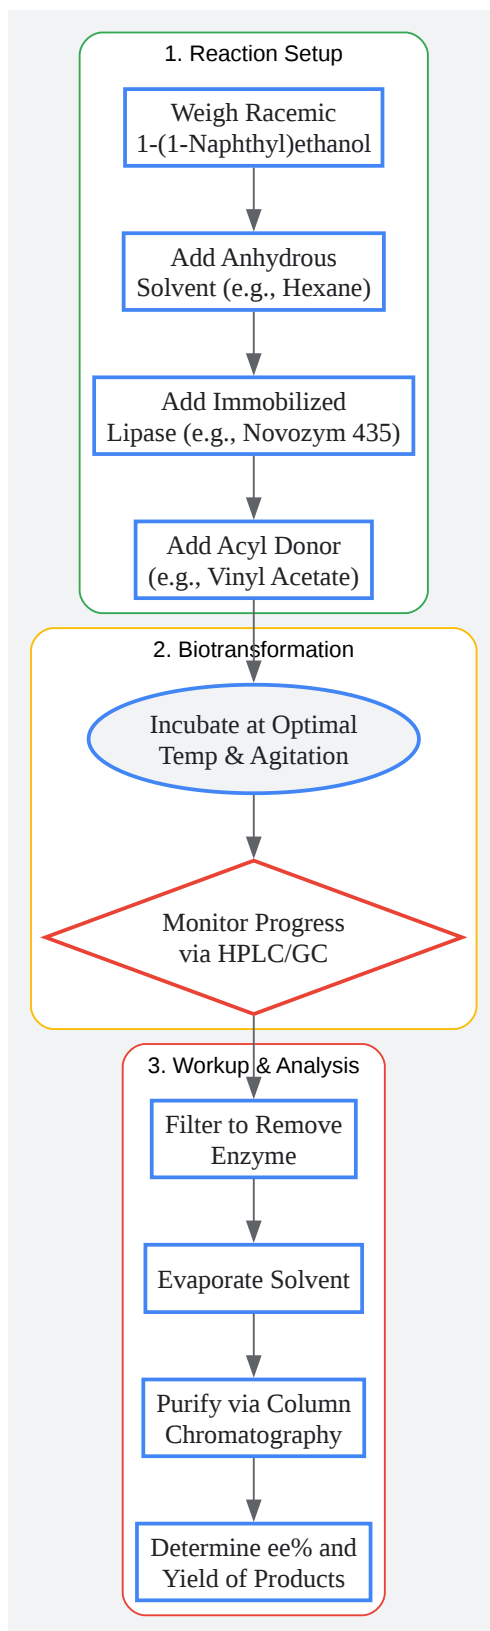 1. Reaction Setup
Weigh Racemic
1-(1-Naphthyl)ethanol
Add Anhydrous
Solvent (e.g., Hexane)
Add Immobilized
Lipase (e.g., Novozym 435)
Add Acyl Donor
(e.g., Vinyl Acetate)
2. Biotransformation
Incubate at Optimal
Temp & Agitation
Monitor Progress
via HPLC/GC
3. Workup & Analysis
Filter to Remove
Enzyme
Evaporate Solvent
Purify via Column
Chromatography
Determine ee% and
Yield of Products